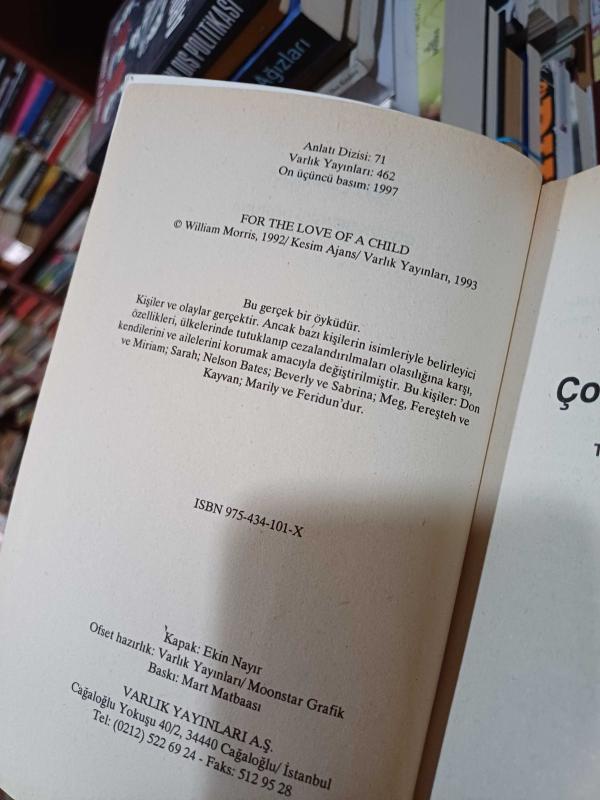 DIŞ POLİTİKASI
Ağızları
Anlatı Dizisi: 71
Varlık Yayınları: 462
On üçüncü basım: 1997
FOR THE LOVE OF A CHILD
© William Morris, 1992/ Kesim Ajans/ Varlık Yayınları, 1993
Bu gerçek bir öyküdür.
Kişiler ve olaylar gerçektir. Ancak bazı kişilerin isimleriyle belirleyici
özellikleri, ülkelerinde tutuklanıp cezalandırılmaları olasılığına karşı,
kendilerini ve ailelerini korumak amacıyla değiştirilmiştir. Bu kişiler: Don
ve Miriam; Sarah; Nelson Bates; Beverly ve Sabrina; Meg, Fereşteh ve
Kayvan; Marily ve Feridun'dur.
ISBN 975-434-101-X
Kapak: Ekin Nayır
Ofset hazırlık: Varlık Yayınları/ Moonstar Grafik
Baskı: Mart Matbaası
VARLIK YAYINLARI A.Ş.
Cağaloğlu Yokuşu 40/2, 34440 Cağaloğlu/ İstanbul
Tel: (0212) 522 69 24 - Faks: 512 95 28
Ço